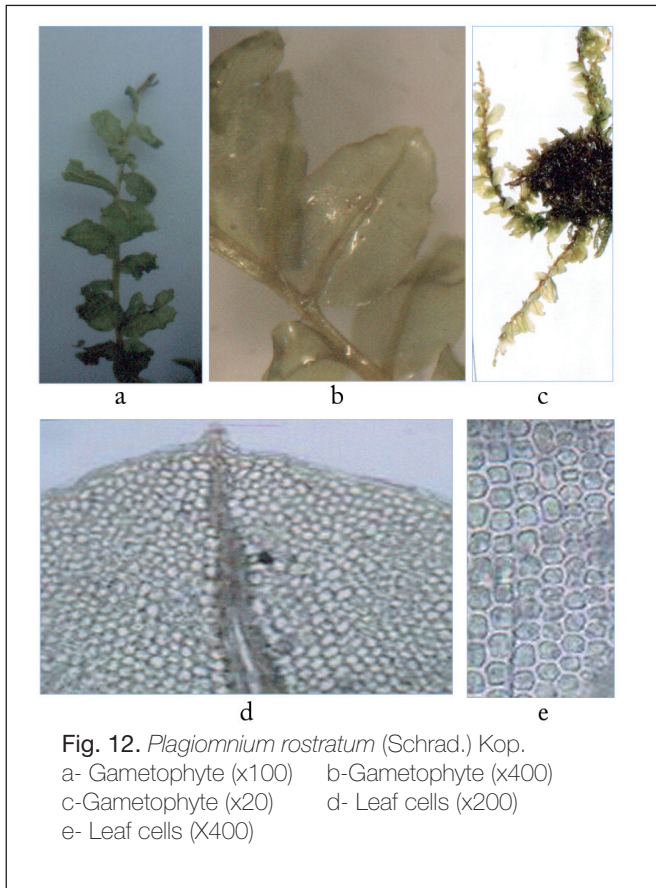 a
b
c
d
e
Fig. 12. Plagiomnium rostratum (Schrad.) Kop.
a- Gametophyte (x100) b-Gametophyte (x400)
c-Gametophyte (x20) d- Leaf cells (x200)
e- Leaf cells (X400)